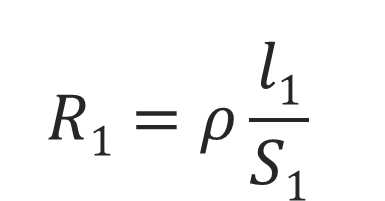 R₁ = ρ l₁/S₁